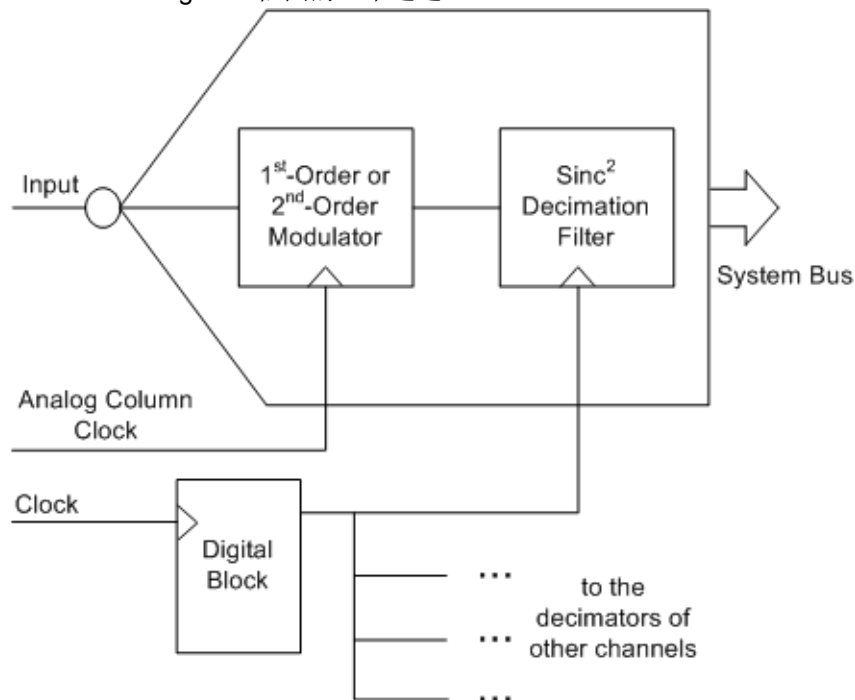 Input
1st-Order or
2nd-Order
Modulator
Sinc2
Decimation
Filter
System Bus
Analog Column
Clock
Clock
Digital
Block
...
...
...
to the
decimators of
other channels